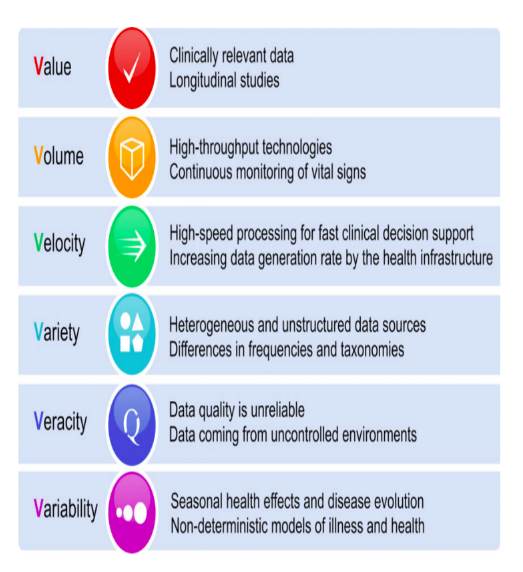 Value
Clinically relevant data
Longitudinal studies
Volume
High-throughput technologies
Continuous monitoring of vital signs
Velocity
High-speed processing for fast clinical decision support
Increasing data generation rate by the health infrastructure
Variety
Heterogeneous and unstructured data sources
Differences in frequencies and taxonomies
Veracity
Q
Data quality is unreliable
Data coming from uncontrolled environments
Variability
Seasonal health effects and disease evolution
Non-deterministic models of illness and health